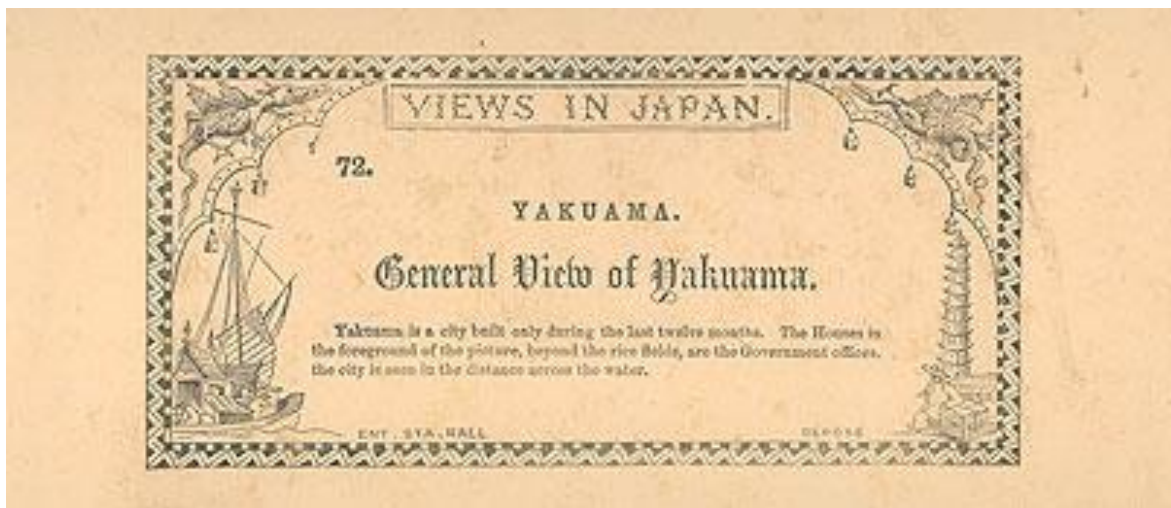 VIEWS IN JAPAN.
72.
YAKUAMA.
General View of Yakuama.
Yakuama is a city built only during the last twelve months. The Houses in
the foreground of the picture, beyond the rice fields, are the Government offices.
the city is seen in the distance across the water.
ENT. STA. HALL
DEPOSE